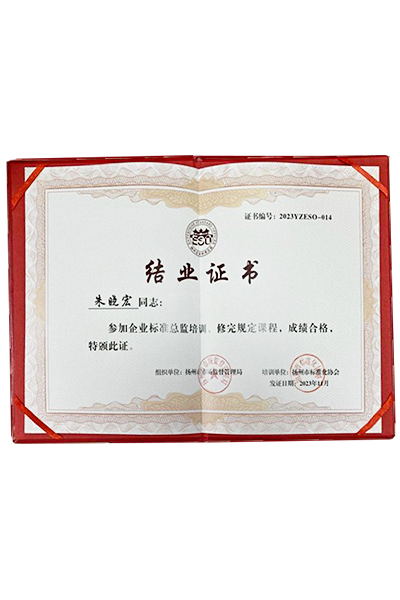 证书编号：2023YZESO-014
结业证书
朱晓宏 同志：
参加企业标准总监培训，修完规定课程，成绩合格，
特颁此证。
组织单位：扬州市市场监督管理局 培训单位：扬州市标准化协会
发证日期：2023年11月